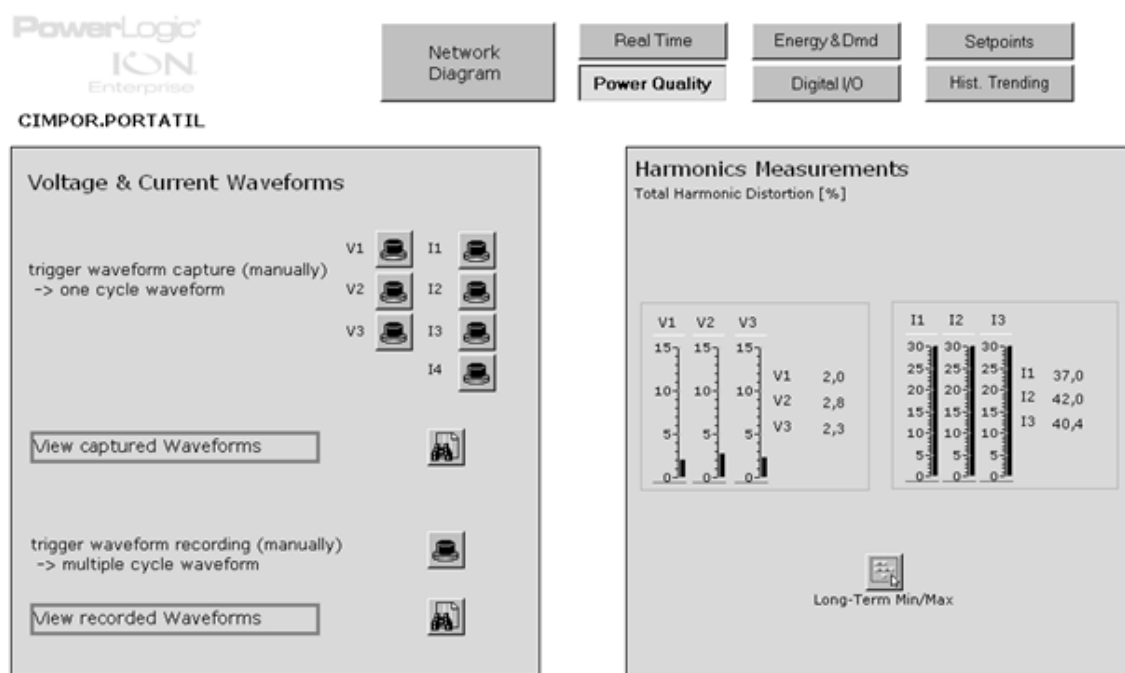 PowerLogic
ION
Enterprise
Network
Diagram
Real Time
Energy&Dmd
Setpoints
Power Quality
Digital I/O
Hist. Trending
CIMPOR.PORTATIL
Voltage & Current Waveforms
trigger waveform capture (manually)
-> one cycle waveform
V1
I1
V2
I2
V3
I3
I4
View captured Waveforms
trigger waveform recording (manually)
-> multiple cycle waveform
View recorded Waveforms
Harmonics Measurements
Total Harmonic Distortion [%]
V1 V2 V3
15 15 15
10 10 10
5 5 5
0 0 0
V1 2,0
V2 2,8
V3 2,3
I1 I2 I3
30 30 30
25 25 25
20 20 20
15 15 15
10 10 10
5 5 5
0 0 0
I1 37,0
I2 42,0
I3 40,4
Long-Term Min/Max